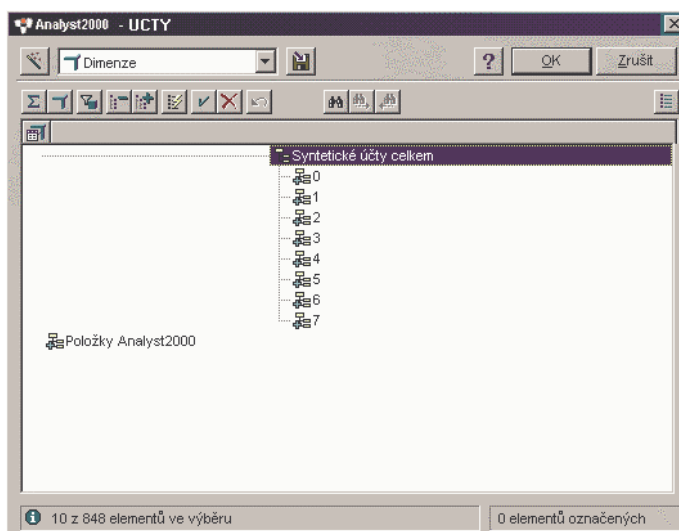 Analyst2000 - UCTY
Dimenze
? OK Zrušit
Σ
Syntetické účty celkem
0
1
2
3
4
5
6
7
Položky Analyst2000
10 z 848 elementů ve výběru
0 elementů označených